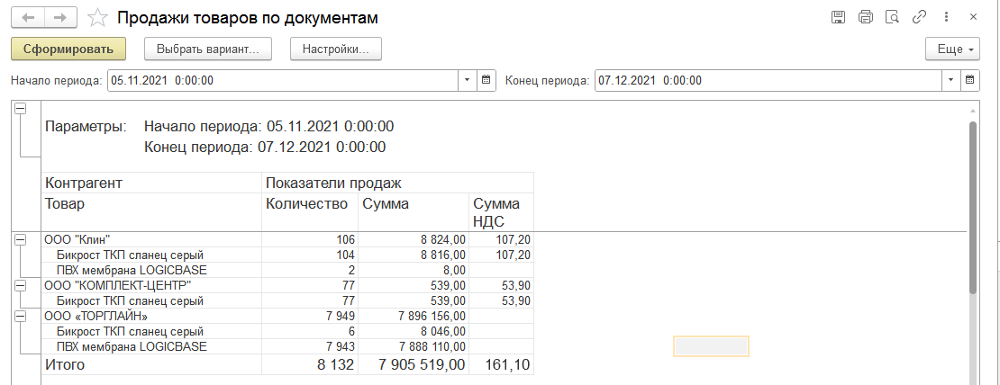 Продажи товаров по документам
Сформировать Выбрать вариант... Настройки... Еще
Начало периода: 05.11.2021 0:00:00 Конец периода: 07.12.2021 0:00:00
Параметры: Начало периода: 05.11.2021 0:00:00
Конец периода: 07.12.2021 0:00:00
Контрагент Показатели продаж
Товар Количество Сумма Сумма
НДС
ООО "Клин" 106 8 824,00 107,20
Бикрост ТКП сланец серый 104 8 816,00 107,20
ПВХ мембрана LOGICBASE 2 8,00
ООО "КОМПЛЕКТ-ЦЕНТР" 77 539,00 53,90
Бикрост ТКП сланец серый 77 539,00 53,90
ООО «ТОРГЛАЙН» 7 949 7 896 156,00
Бикрост ТКП сланец серый 6 8 046,00
ПВХ мембрана LOGICBASE 7 943 7 888 110,00
Итого 8 132 7 905 519,00 161,10